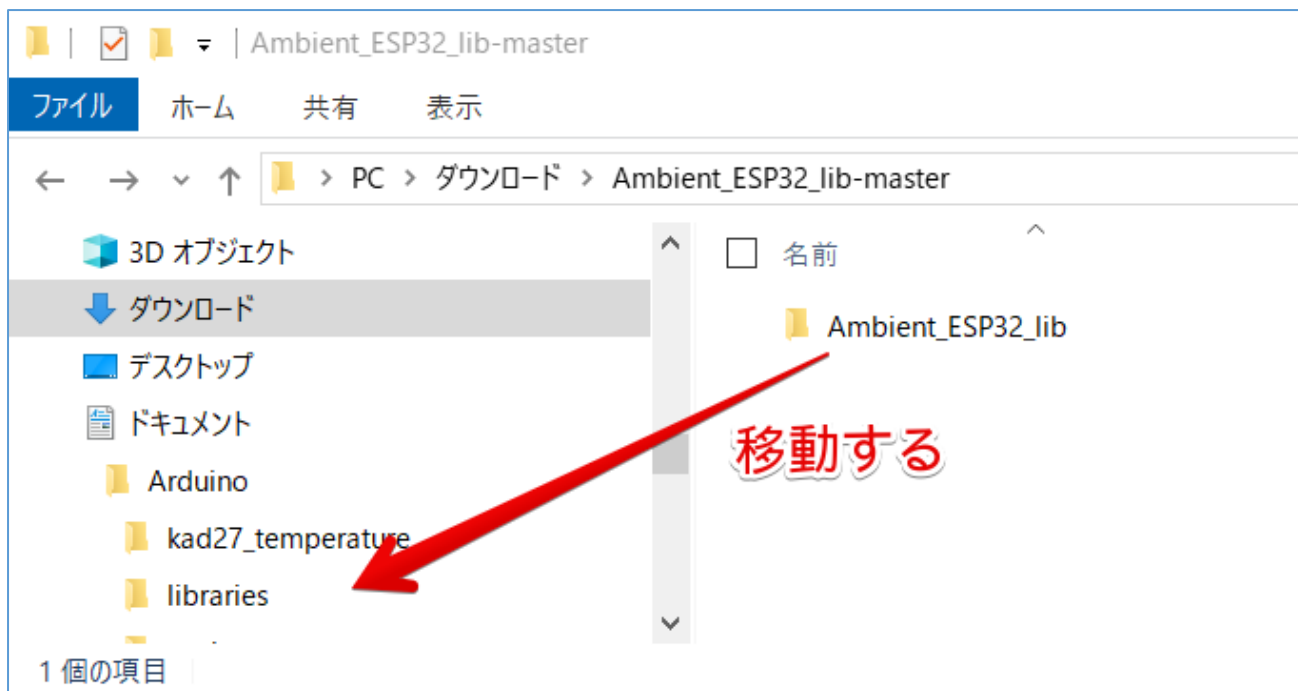 Ambient_ESP32_lib-master
ファイル ホーム 共有 表示
PC > ダウンロード > Ambient_ESP32_lib-master
3D オブジェクト
名前
ダウンロード
Ambient_ESP32_lib
デスクトップ
ドキュメント
移動する
Arduino
kad27_temperature
libraries
1 個の項目